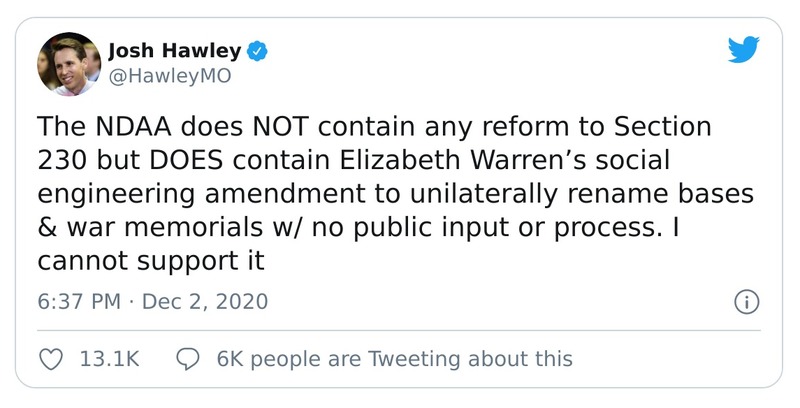 Josh Hawley
@HawleyMO
The NDAA does NOT contain any reform to Section
230 but DOES contain Elizabeth Warren’s social
engineering amendment to unilaterally rename bases
& war memorials w/ no public input or process. I
cannot support it
6:37 PM · Dec 2, 2020
13.1K 6K people are Tweeting about this